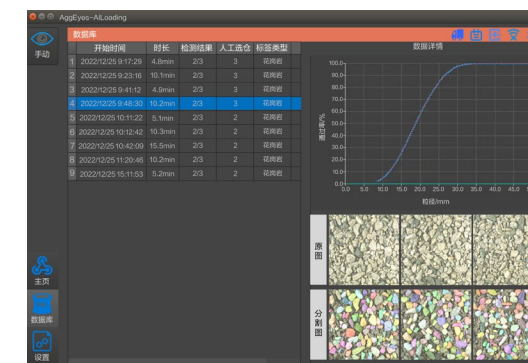 AggEyes-AILoading
手动
数据库
开始时间 时长 检测结果 人工选仓 标签类型
1 2022/12/25 9:17:29 4.8min 2/3 3 花岗岩
2 2022/12/25 9:23:16 10.1min 2/3 3 花岗岩
3 2022/12/25 9:41:12 4.9min 2/3 3 花岗岩
4 2022/12/25 9:48:30 10.2min 2/3 3 花岗岩
5 2022/12/25 10:11:22 5.1min 2/3 2 花岗岩
6 2022/12/25 10:12:42 10.3min 2/3 2 花岗岩
7 2022/12/25 10:42:09 15.5min 2/3 2 花岗岩
8 2022/12/25 11:20:46 10.2min 2/3 2 花岗岩
9 2022/12/25 15:11:53 5.2min 2/3 2 花岗岩
数据详情
100.0
90.0
80.0
70.0
60.0
50.0
40.0
30.0
20.0
10.0
0.0
通过率/%
0.0 5.0 10.0 15.0 20.0 25.0 30.0 35.0 40.0 45.0
粒径/mm
原图
分割图
主页
数据库
设置